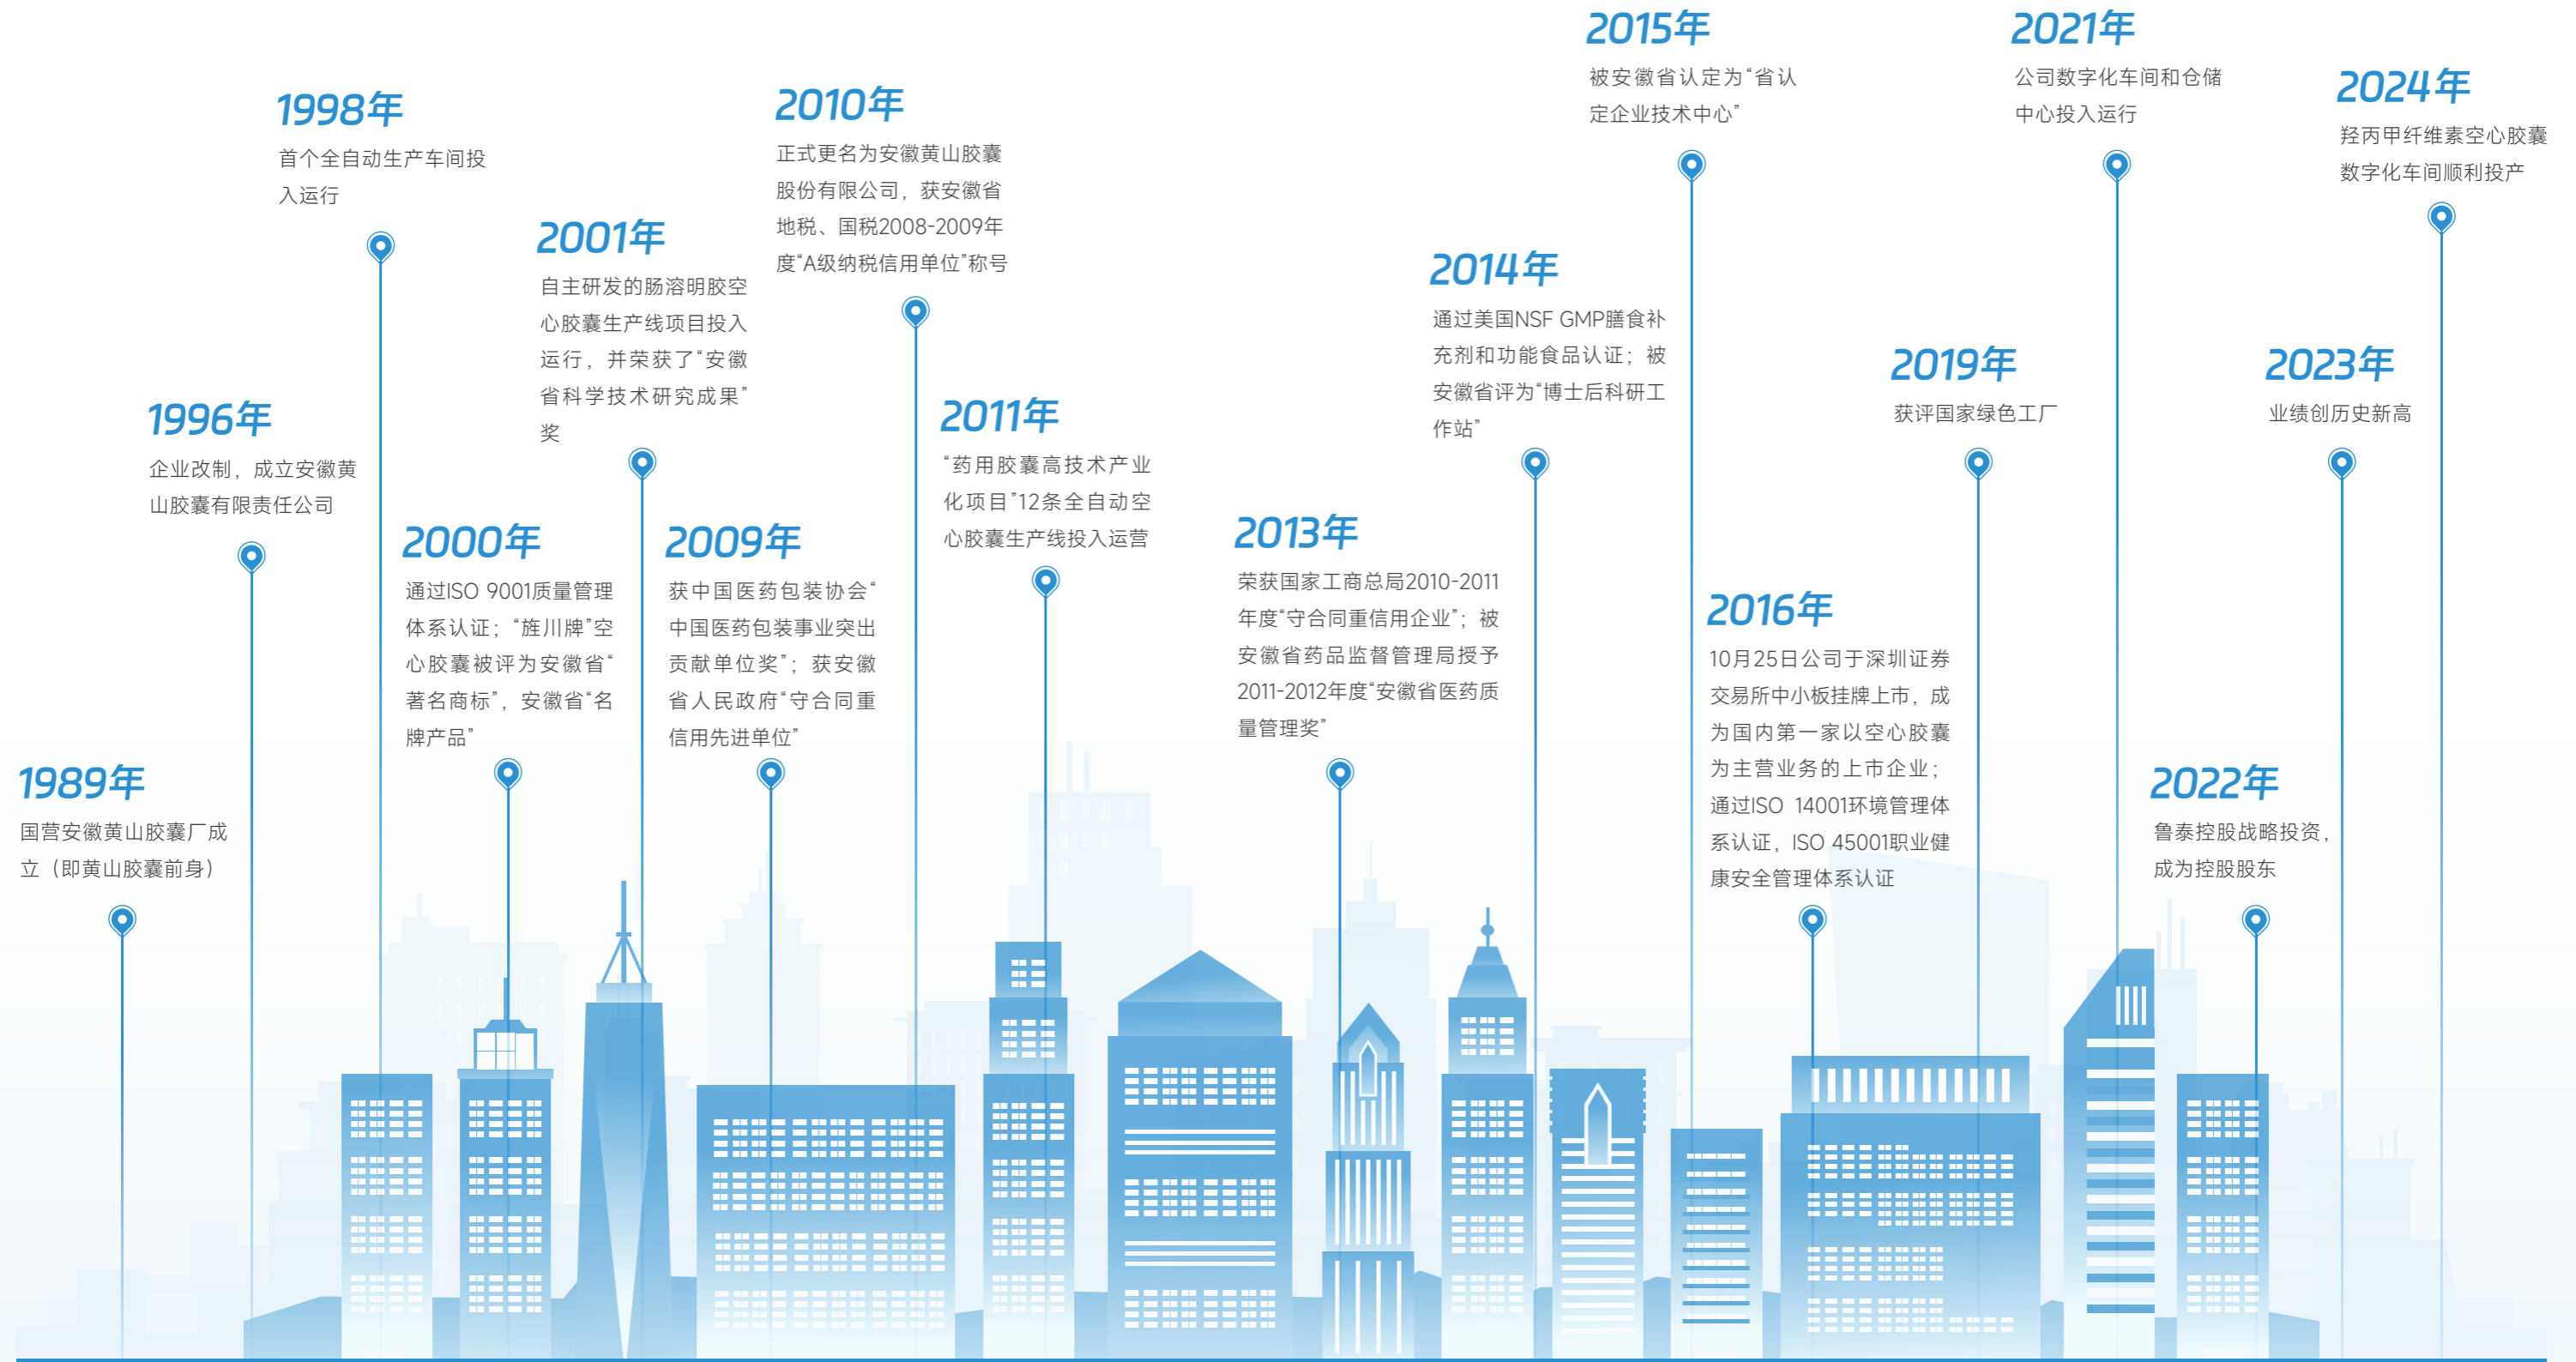 1989年
国营安徽黄山胶囊厂成
立（即黄山胶囊前身）
1996年
企业改制，成立安徽黄
山胶囊有限责任公司
1998年
首个全自动生产车间投
入运行
2000年
通过ISO 9001质量管理
体系认证；“旌川牌”空
心胶囊被评为安徽省“
著名商标”，安徽省“名
牌产品”
2001年
自主研发的肠溶明胶空
心胶囊生产线项目投入
运行，并荣获了“安徽
省科学技术研究成果”
奖
2009年
获中国医药包装协会“
中国医药包装事业突出
贡献单位奖”；获安徽
省人民政府“守合同重
信用先进单位”
2010年
正式更名为安徽黄山胶囊
股份有限公司，获安徽省
地税、国税2008-2009年
度“A级纳税信用单位”称号
2011年
“药用胶囊高技术产业
化项目”12条全自动空
心胶囊生产线投入运营
2013年
荣获国家工商总局2010-2011
年度“守合同重信用企业”；被
安徽省药品监督管理局授予
2011-2012年度“安徽省医药质
量管理奖”
2014年
通过美国NSF GMP膳食补
充剂和功能食品认证；被
安徽省评为“博士后科研工
作站”
2015年
被安徽省认定为“省认
定企业技术中心”
2016年
10月25日公司于深圳证券
交易所中小板挂牌上市，成
为国内第一家以空心胶囊
为主营业务的上市企业；
通过ISO 14001环境管理体
系认证，ISO 45001职业健
康安全管理体系认证
2019年
获评国家绿色工厂
2021年
公司数字化车间和仓储
中心投入运行
2022年
鲁泰控股战略投资，
成为控股股东
2023年
业绩创历史新高
2024年
羟丙甲纤维素空心胶囊
数字化车间顺利投产